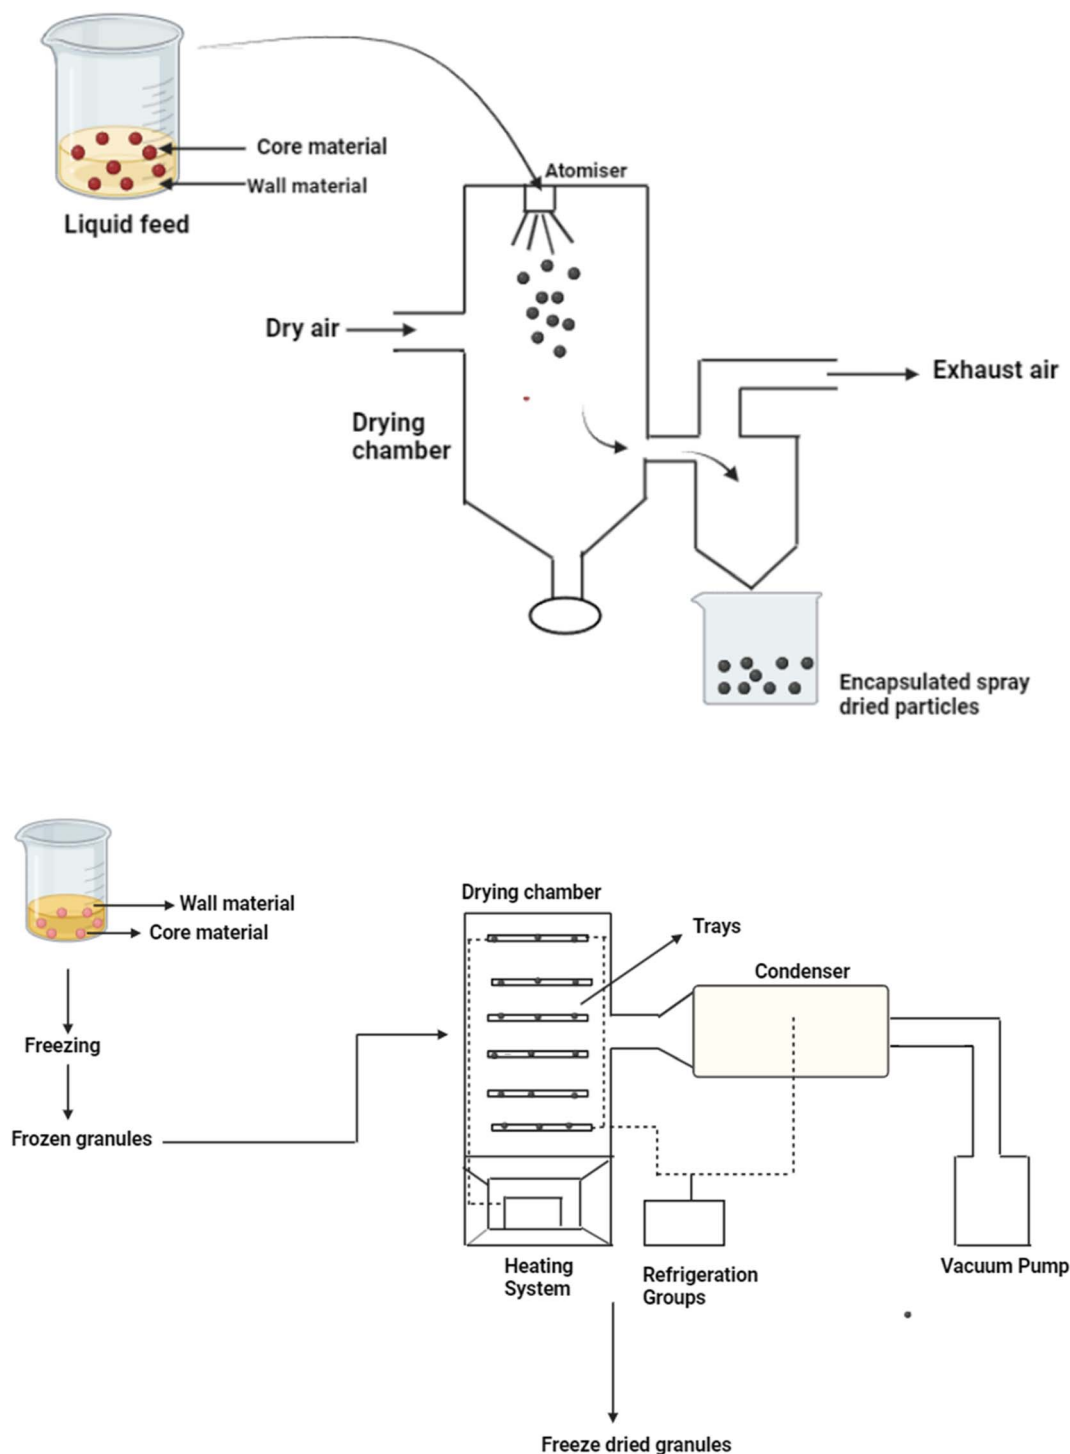 Core material
Wall material
Liquid feed
Atomiser
Dry air
Exhaust air
Drying
chamber
Encapsulated spray
dried particles
Wall material
Core material
Freezing
Frozen granules
Drying chamber
Trays
Condenser
Heating
System
Refrigeration
Groups
Vacuum Pump
Freeze dried granules